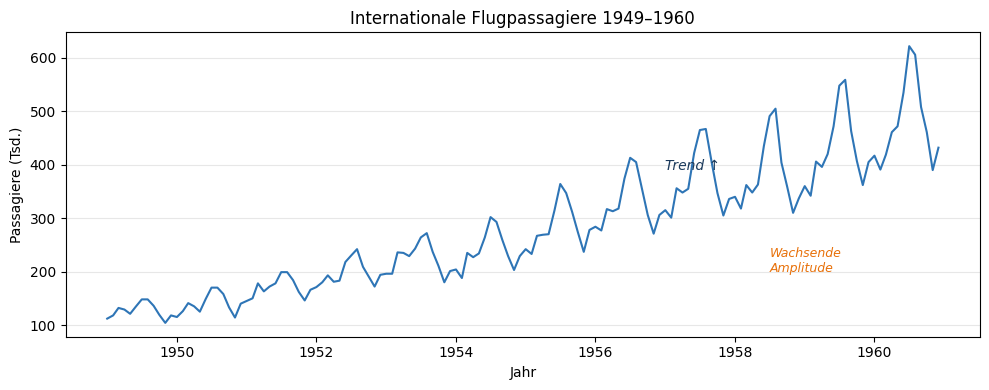 Internationale Flugpassagiere 1949–1960
Passagiere (Tsd.)
600
500
400
300
200
100
Trend ↑
Wachsende
Amplitude
1950
1952
1954
1956
1958
1960
Jahr